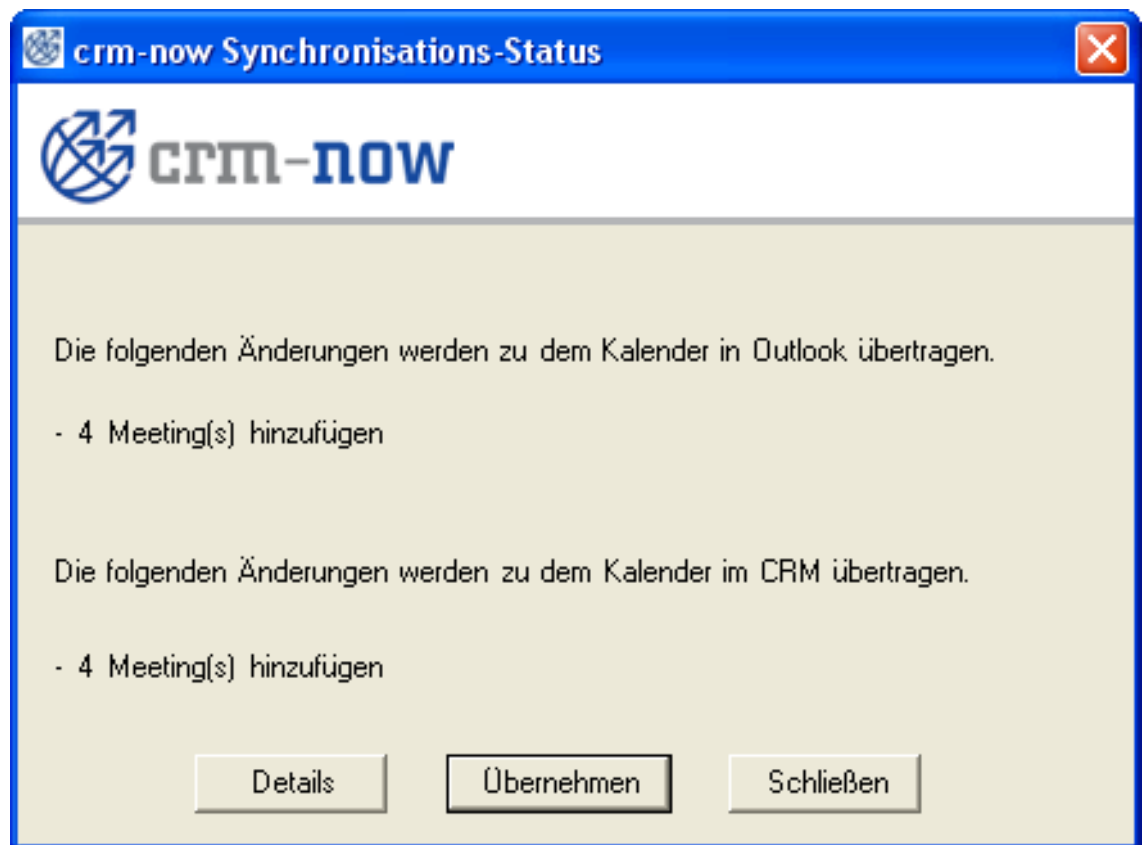 crm-now Synchronisations-Status
crm-now
Die folgenden Änderungen werden zu dem Kalender in Outlook übertragen.
- 4 Meeting(s) hinzufügen
Die folgenden Änderungen werden zu dem Kalender im CRM übertragen.
- 4 Meeting(s) hinzufügen
Details Übernehmen Schließen